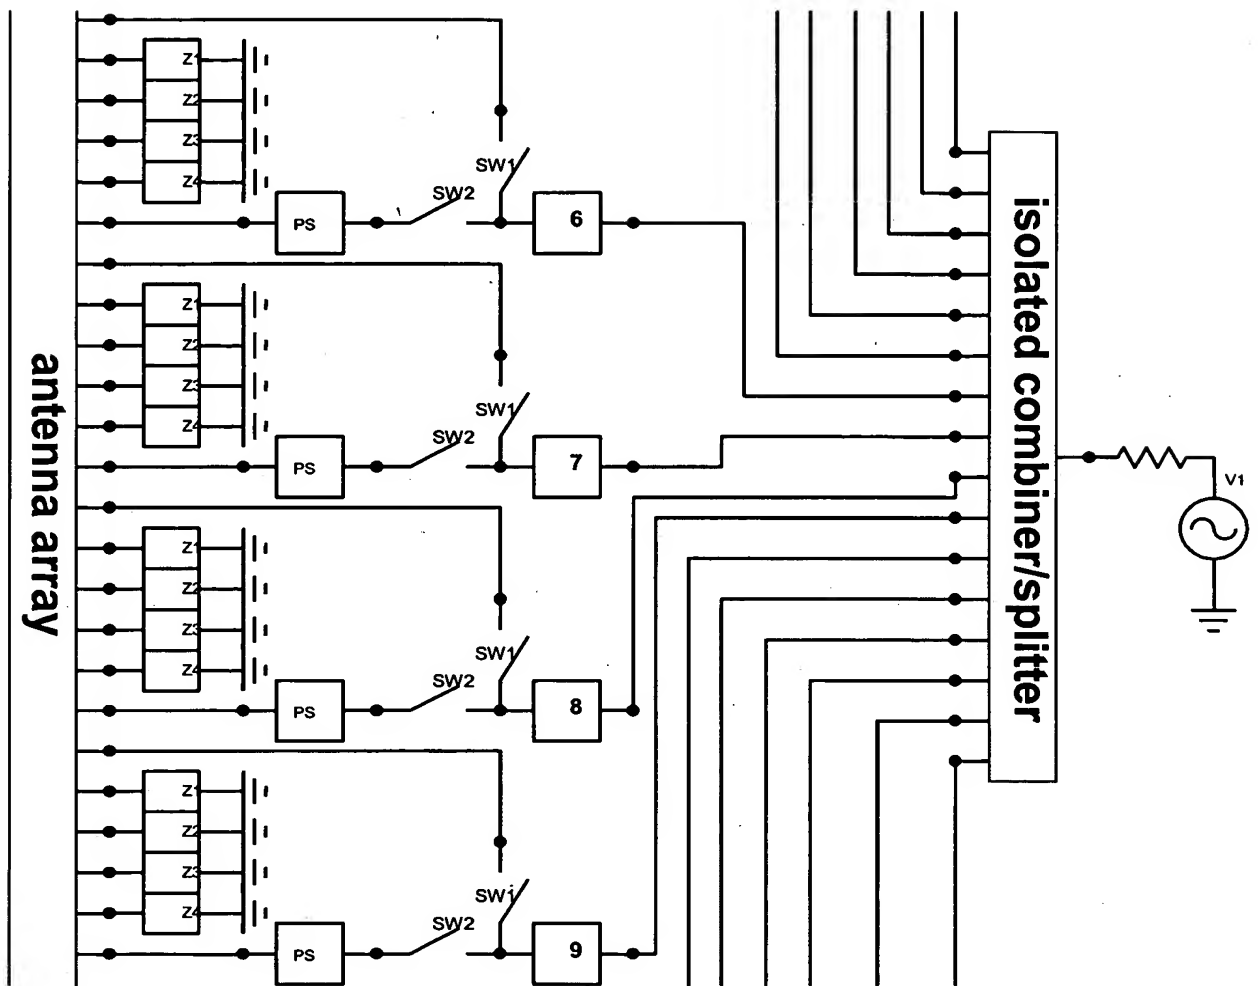 Z1
Z2
Z3
Z4
PS
SW2
SW1
6
Z1
Z2
Z3
Z4
PS
SW2
SW1
7
Z1
Z2
Z3
Z4
PS
SW2
SW1
8
Z1
Z2
Z3
Z4
PS
SW2
SW1
9
antenna array
isolated combiner/splitter
V1